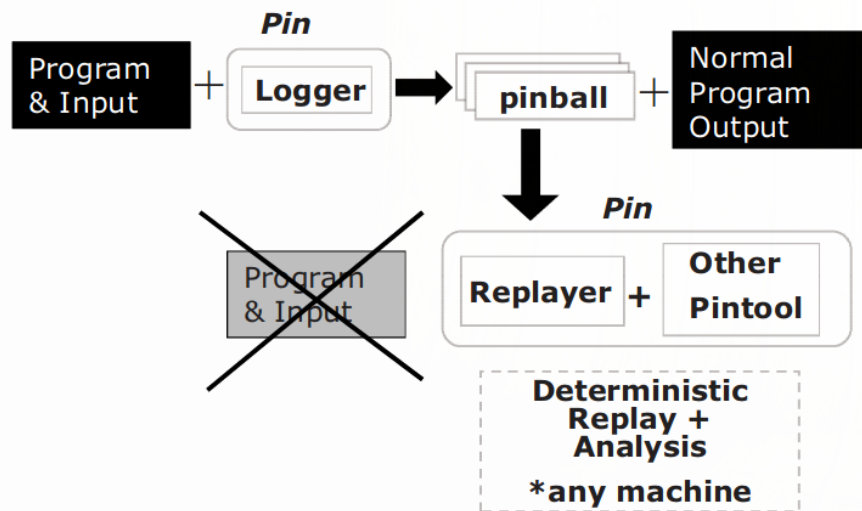 Pin
Program
& Input
+
Logger
pinball
+
Normal
Program
Output
Pin
Program
& Input
Replayer
+
Other
Pintool
Deterministic
Replay +
Analysis
*any machine